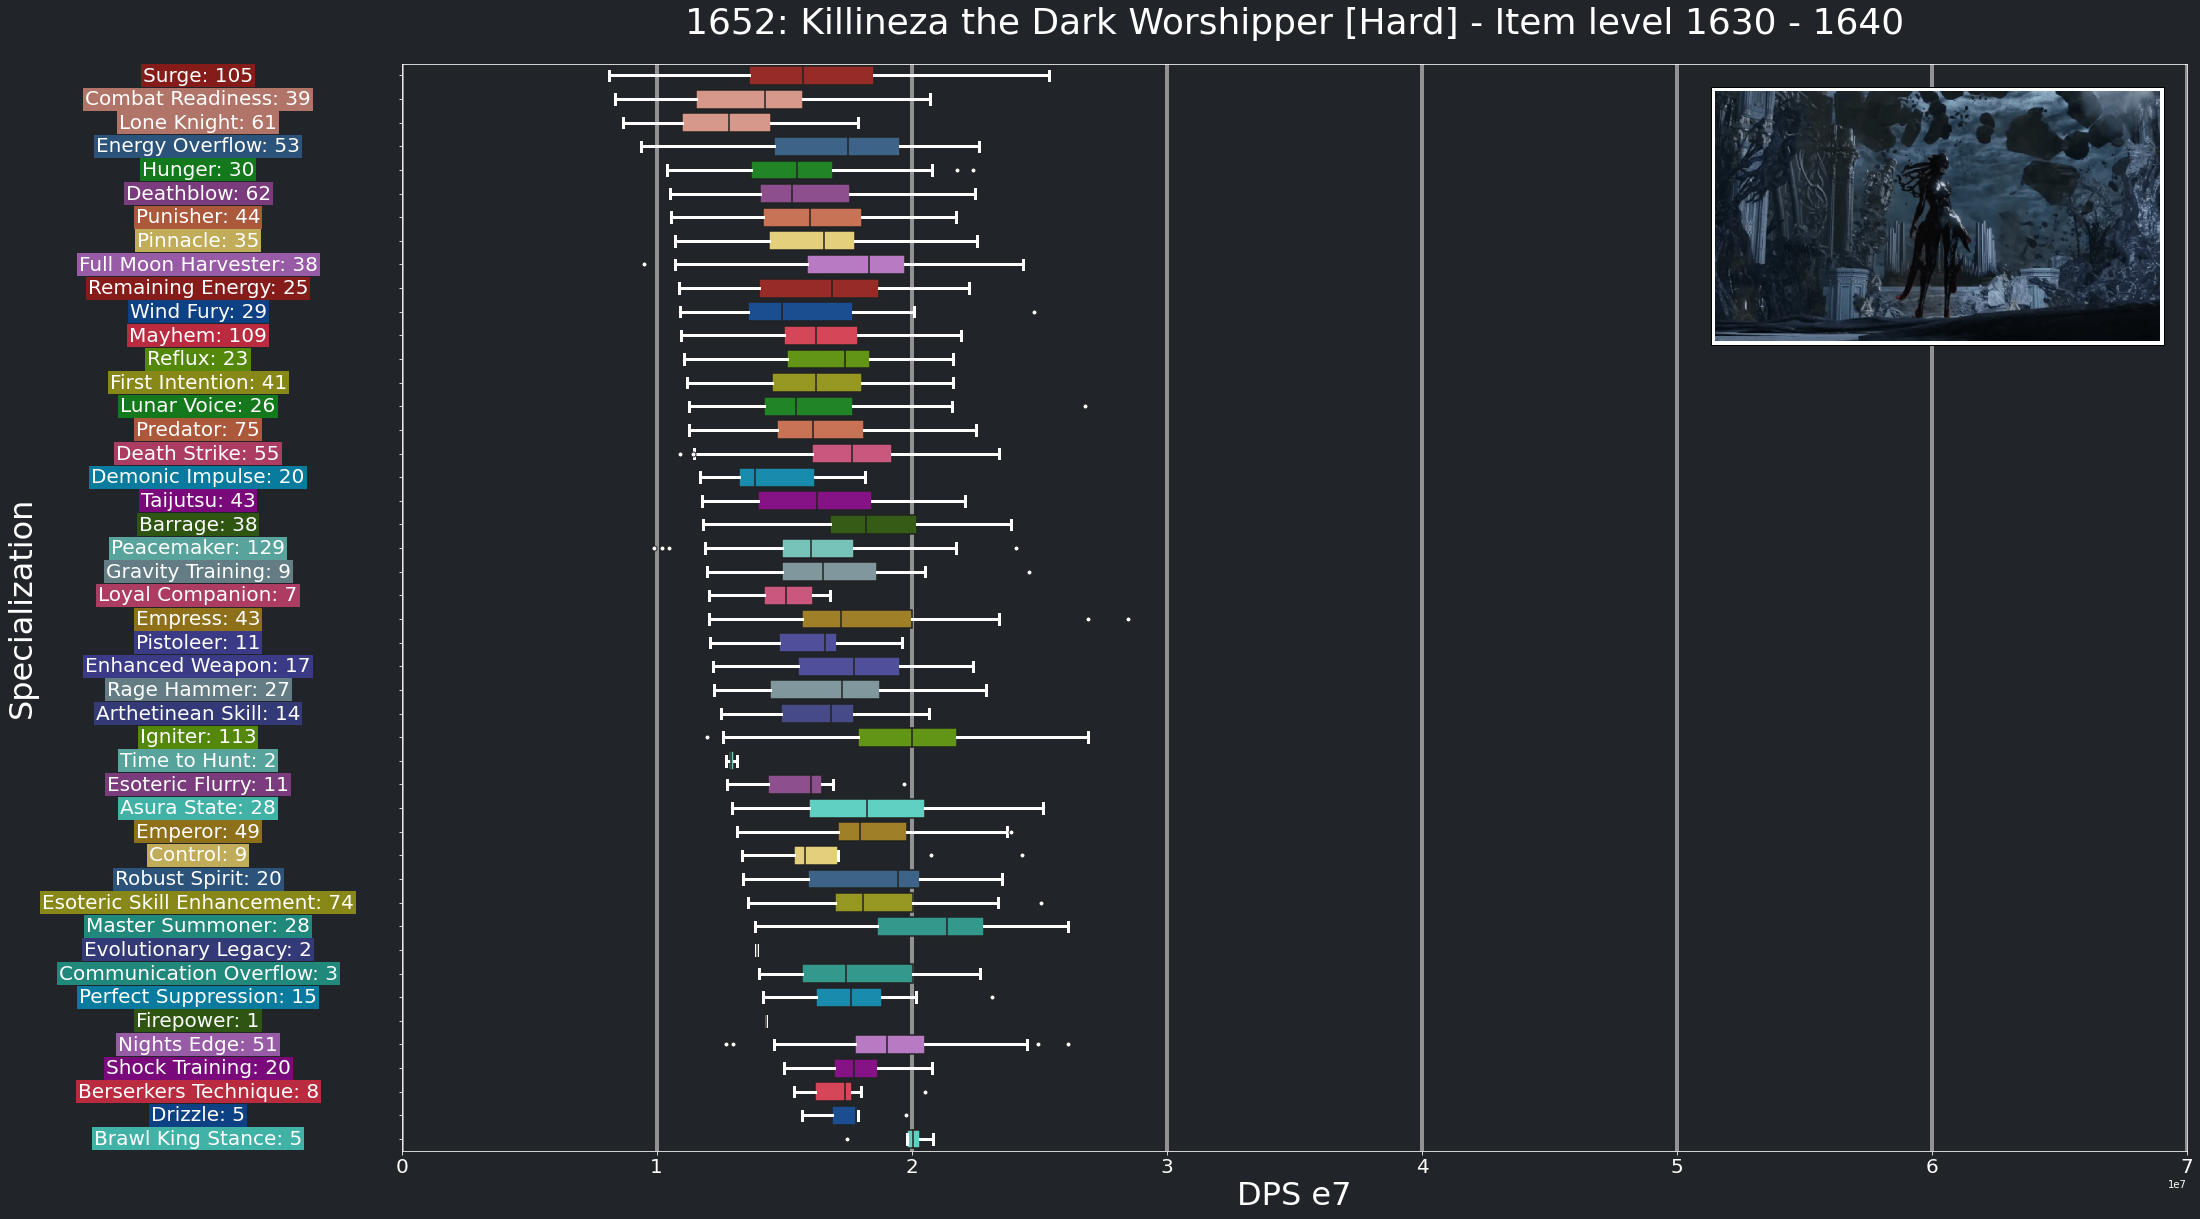 1652: Killineza the Dark Worshipper [Hard] - Item level 1630 - 1640
Specialization
Surge: 105
Combat Readiness: 39
Lone Knight: 61
Energy Overflow: 53
Hunger: 30
Deathblow: 62
Punisher: 44
Pinnacle: 35
Full Moon Harvester: 38
Remaining Energy: 25
Wind Fury: 29
Mayhem: 109
Reflux: 23
First Intention: 41
Lunar Voice: 26
Predator: 75
Death Strike: 55
Demonic Impulse: 20
Taijutsu: 43
Barrage: 38
Peacemaker: 129
Gravity Training: 9
Loyal Companion: 7
Empress: 43
Pistoleer: 11
Enhanced Weapon: 17
Rage Hammer: 27
Arthetinean Skill: 14
Igniter: 113
Time to Hunt: 2
Esoteric Flurry: 11
Asura State: 28
Emperor: 49
Control: 9
Robust Spirit: 20
Esoteric Skill Enhancement: 74
Master Summoner: 28
Evolutionary Legacy: 2
Communication Overflow: 3
Perfect Suppression: 15
Firepower: 1
Nights Edge: 51
Shock Training: 20
Berserkers Technique: 8
Drizzle: 5
Brawl King Stance: 5
0 1 2 3 4 5 6 7
1e7
DPS e7